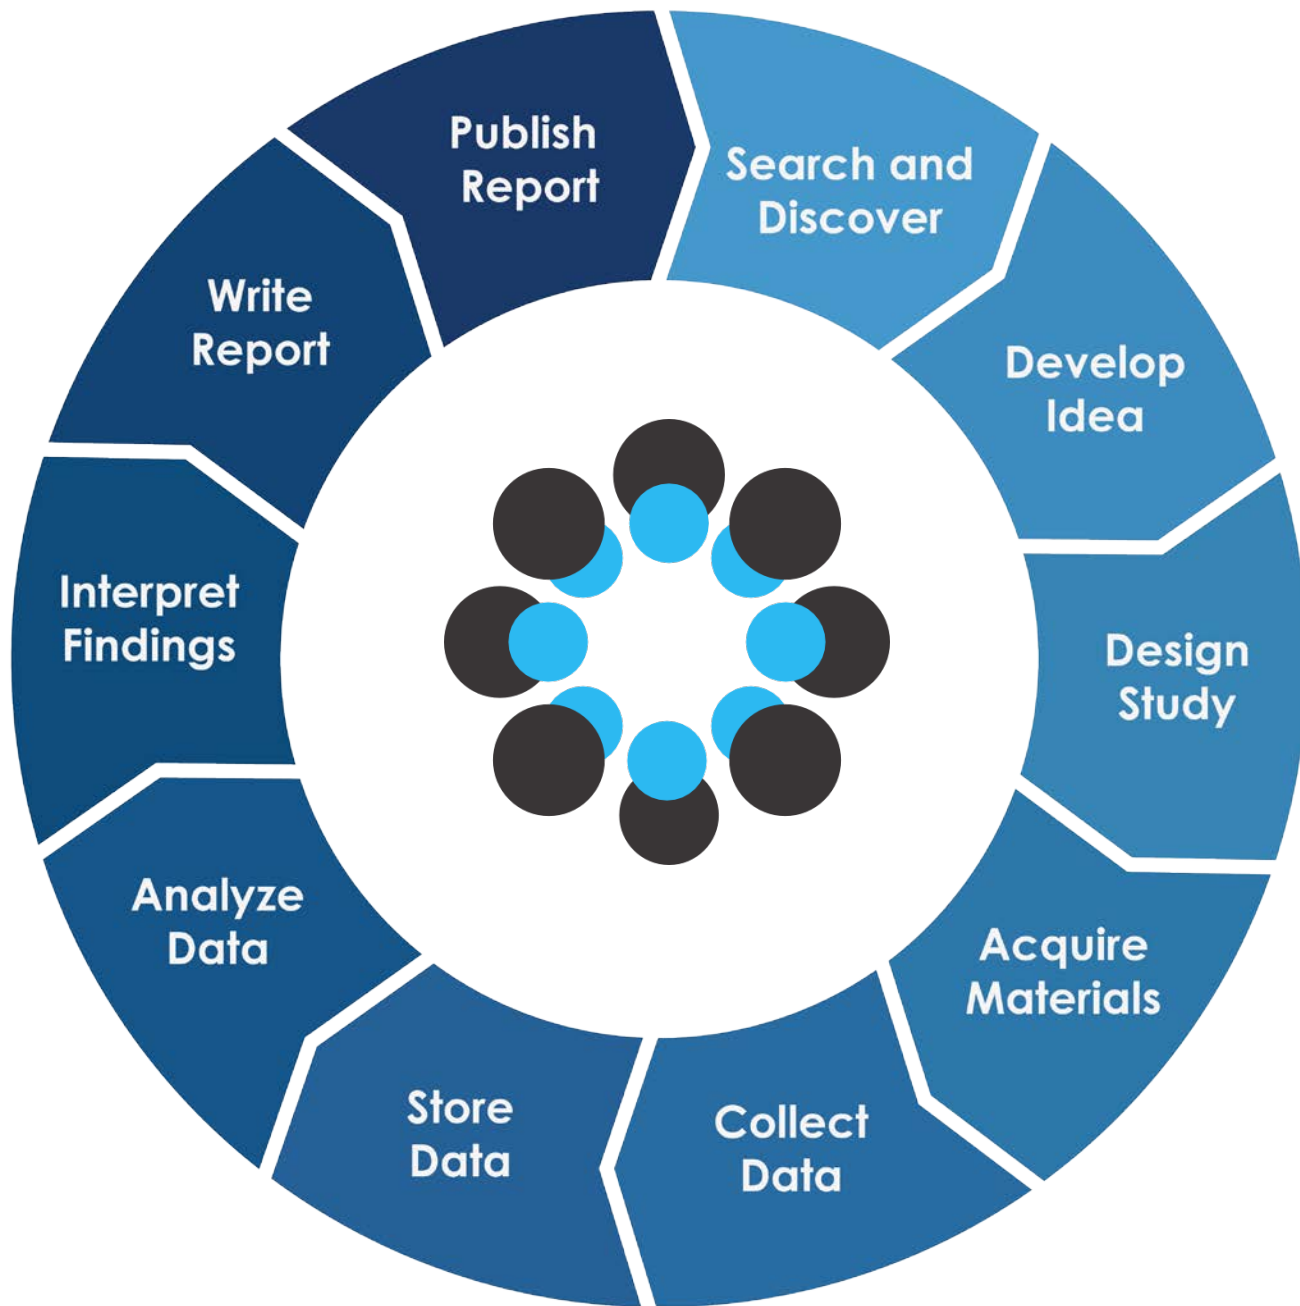 Search and
Discover
Develop
Idea
Design
Study
Acquire
Materials
Collect
Data
Store
Data
Analyze
Data
Interpret
Findings
Write
Report
Publish
Report